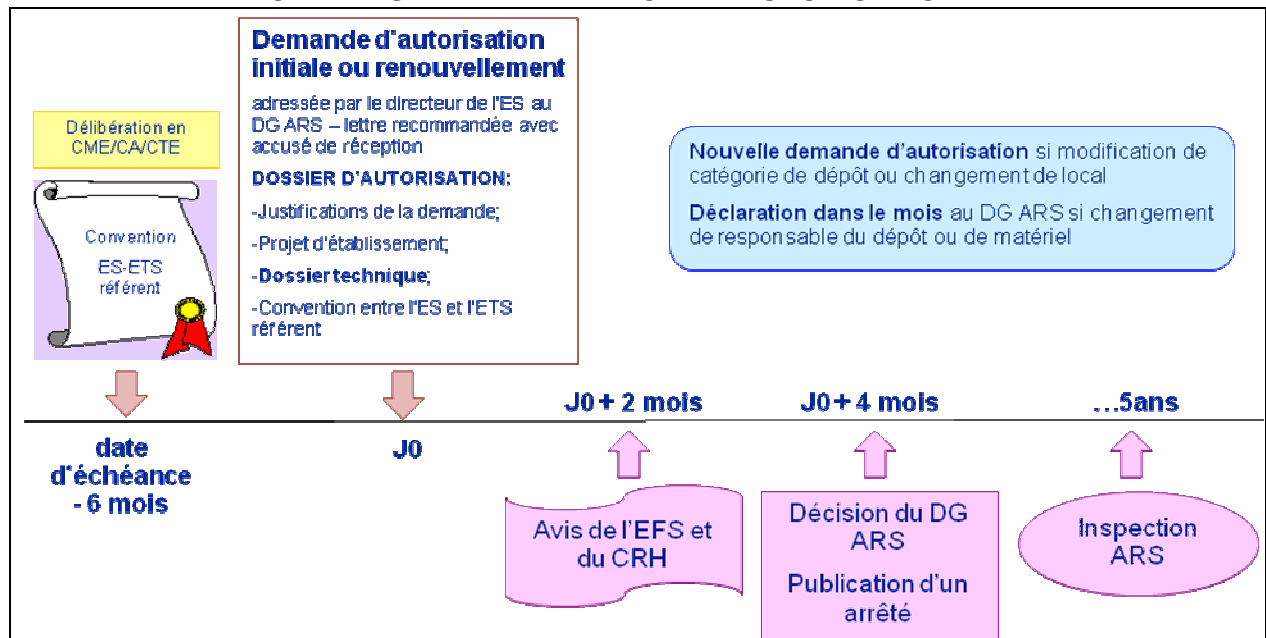 Délibération en
CME/CA/CTE
Convention
ES-ETS
référent
Demande d'autorisation
initiale ou renouvellement
adressée par le directeur de l'ES au
DG ARS – lettre recommandée avec
accusé de réception
DOSSIER D'AUTORISATION:
-Justifications de la demande;
-Projet d'établissement;
-Dossier technique;
-Convention entre l'ES et l'ETS
référent
Nouvelle demande d'autorisation si modification de
catégorie de dépôt ou changement de local
Déclaration dans le mois au DG ARS si changement
de responsable du dépôt ou de matériel
J0 + 2 mois
J0 + 4 mois
…5ans
date
d'échéance
- 6 mois
J0
Avis de l'EFS et
du CRH
Décision du DG
ARS
Publication d'un
arrêté
Inspection
ARS